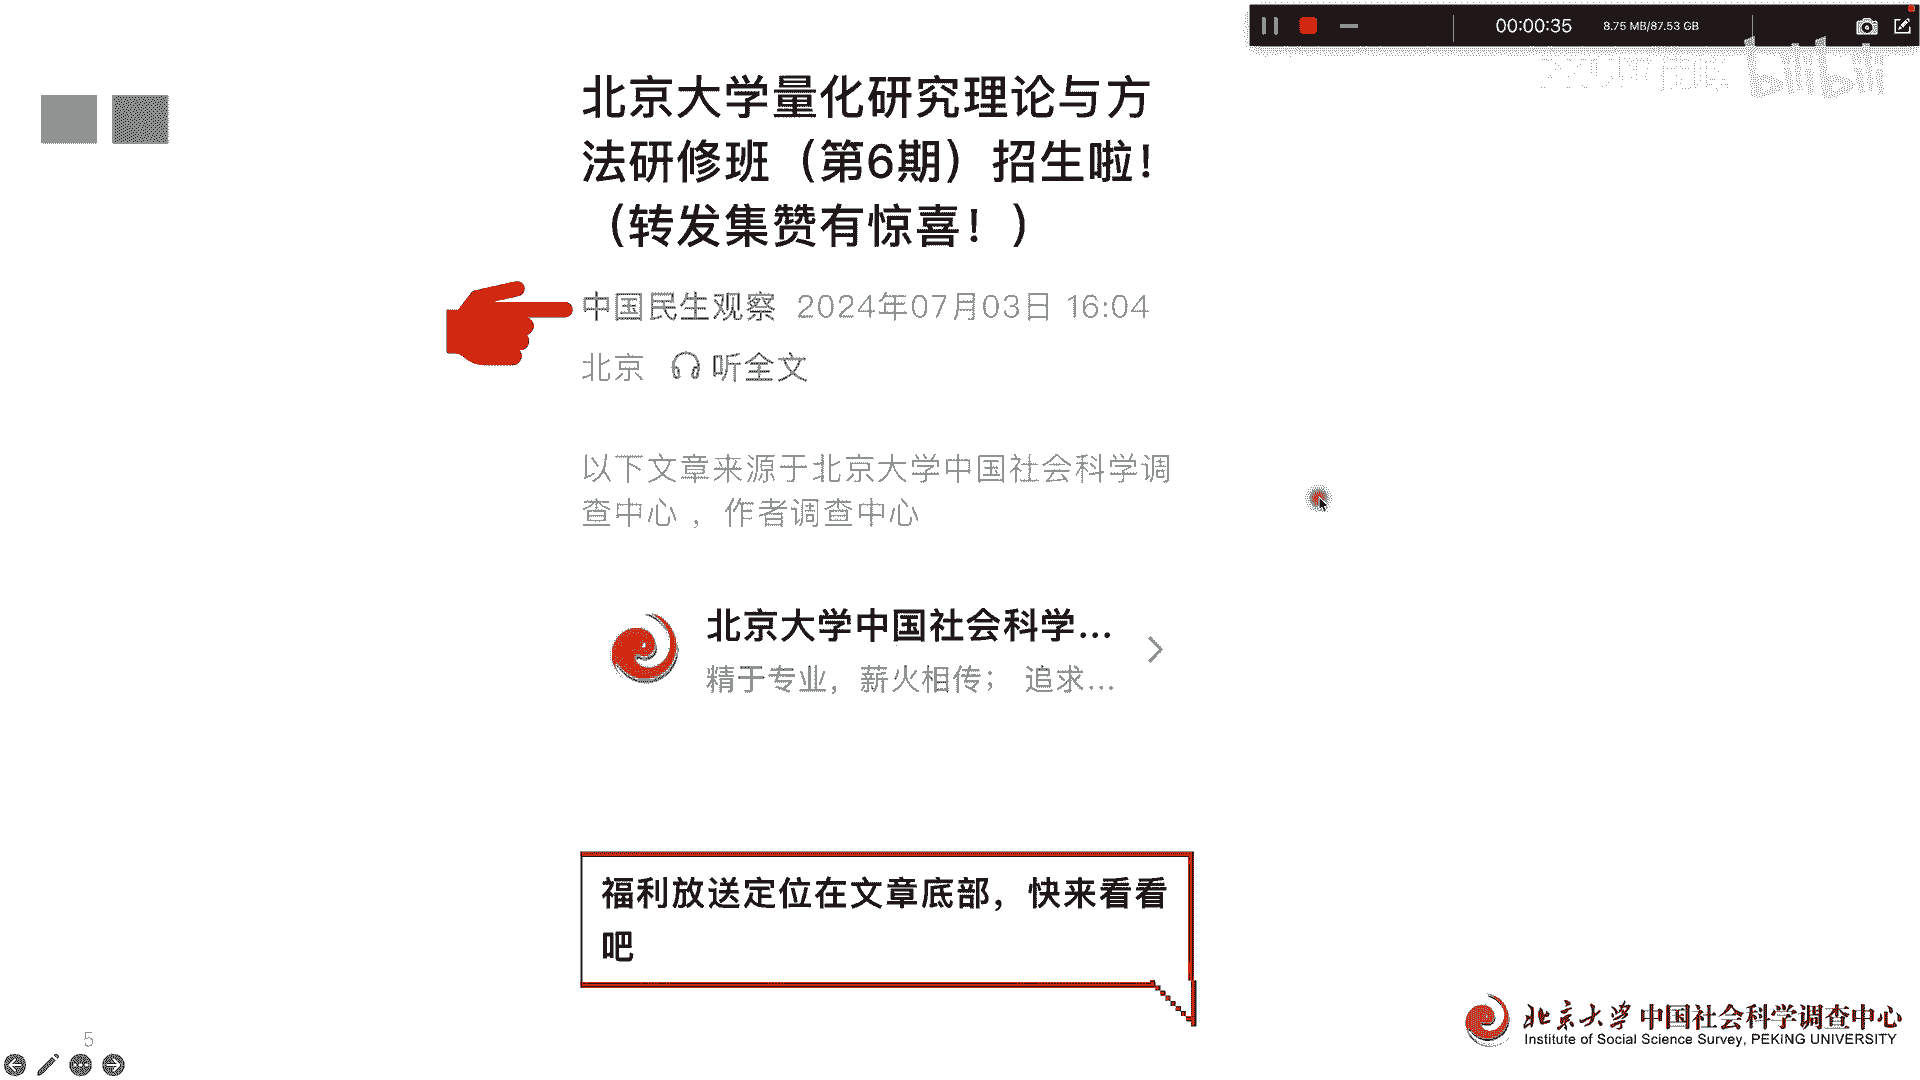 00:00:35 8.75 MB/87.53 GB
bilibili
北京大学量化研究理论与方
法研修班（第6期）招生啦！
（转发集赞有惊喜！）
中国民生观察 2024年07月03日 16:04
北京 听全文
以下文章来源于北京大学中国社会科学调
查中心，作者调查中心
北京大学中国社会科学...
精于专业，薪火相传； 追求...
福利放送定位在文章底部，快来看看
吧
北京大学 中国社会科学调查中心
Institute of Social Science Survey, PEKING UNIVERSITY
5